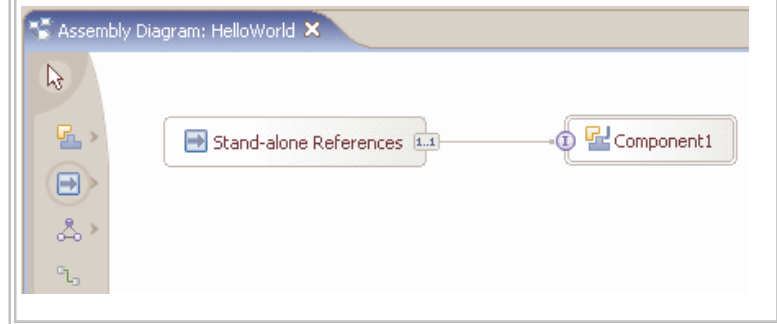 Assembly Diagram: HelloWorld
Stand-alone References 1..1
I Component1